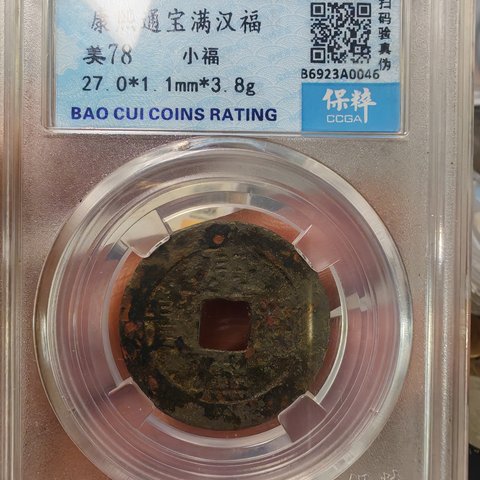 康熙通宝满汉福
美78 小福
27.0*1.1mm*3.8g
BAO CUI COINS RATING
扫码验真伪
B6923A0046
保粹
CCGA